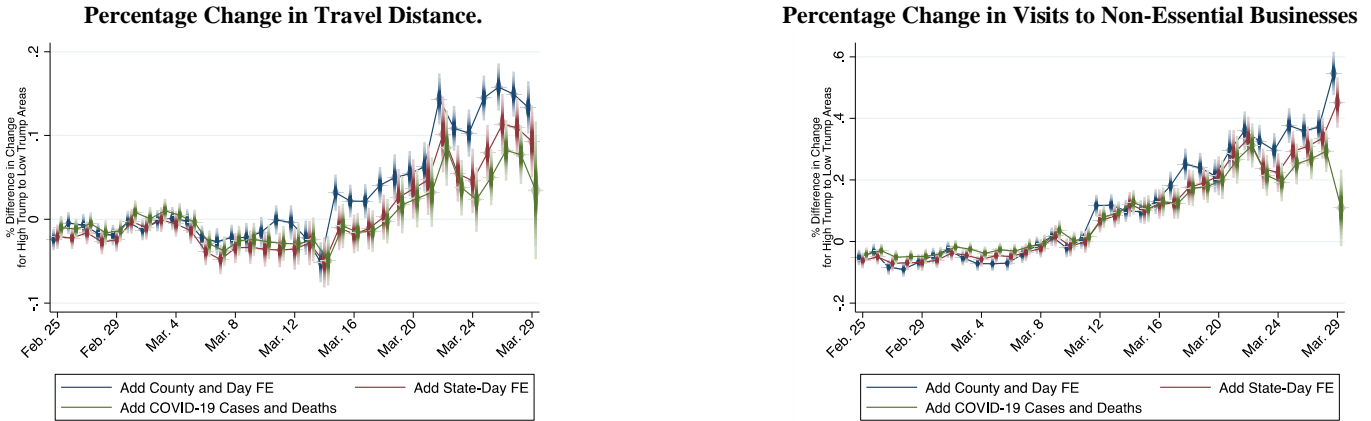 Percentage Change in Travel Distance.
% Difference in Change
for High Trump to Low Trump Areas
.2
.1
0
-.1
Feb. 25
Feb. 29
Mar. 4
Mar. 8
Mar. 12
Mar. 16
Mar. 20
Mar. 24
Mar. 29
Add County and Day FE
Add State-Day FE
Add COVID-19 Cases and Deaths
Percentage Change in Visits to Non-Essential Businesses
% Difference in Change
for High Trump to Low Trump Areas
.6
.4
.2
0
-.2
Feb. 25
Feb. 29
Mar. 4
Mar. 8
Mar. 12
Mar. 16
Mar. 20
Mar. 24
Mar. 29
Add County and Day FE
Add State-Day FE
Add COVID-19 Cases and Deaths